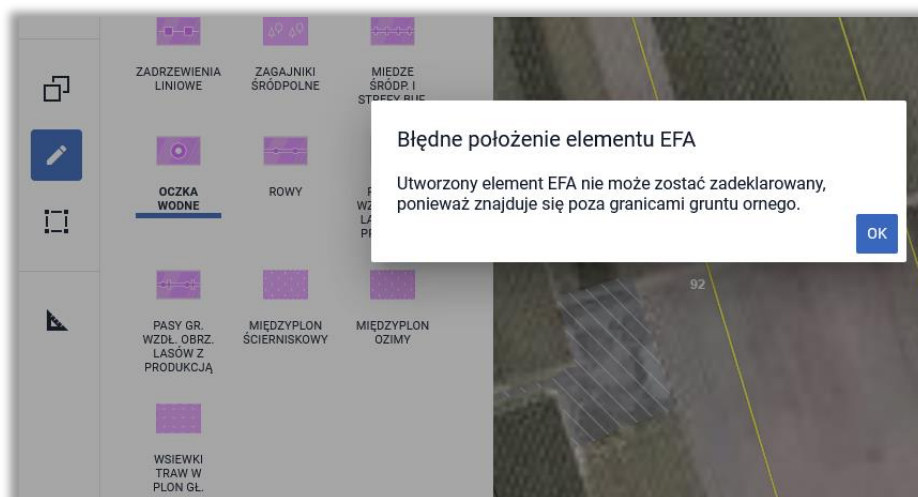 ZADRZEWIENIA
LINIOWE
ZAGAJNIKI
ŚRÓDPOLNE
MIEDZE
ŚRÓDP. I
STREFY BUF.
Błędne położenie elementu EFA
Utworzony element EFA nie może zostać zadeklarowany,
ponieważ znajduje się poza granicami gruntu ornego.
OK
OCZKA
WODNE
ROWY
92
PASY GR.
WZDŁ. OBRZ.
LASÓW Z
PRODUKCJĄ
MIĘDZYPLON
ŚCIERNISKOWY
MIĘDZYPLON
OZIMY
WSIEWKI
TRAW W
PLON GŁ.